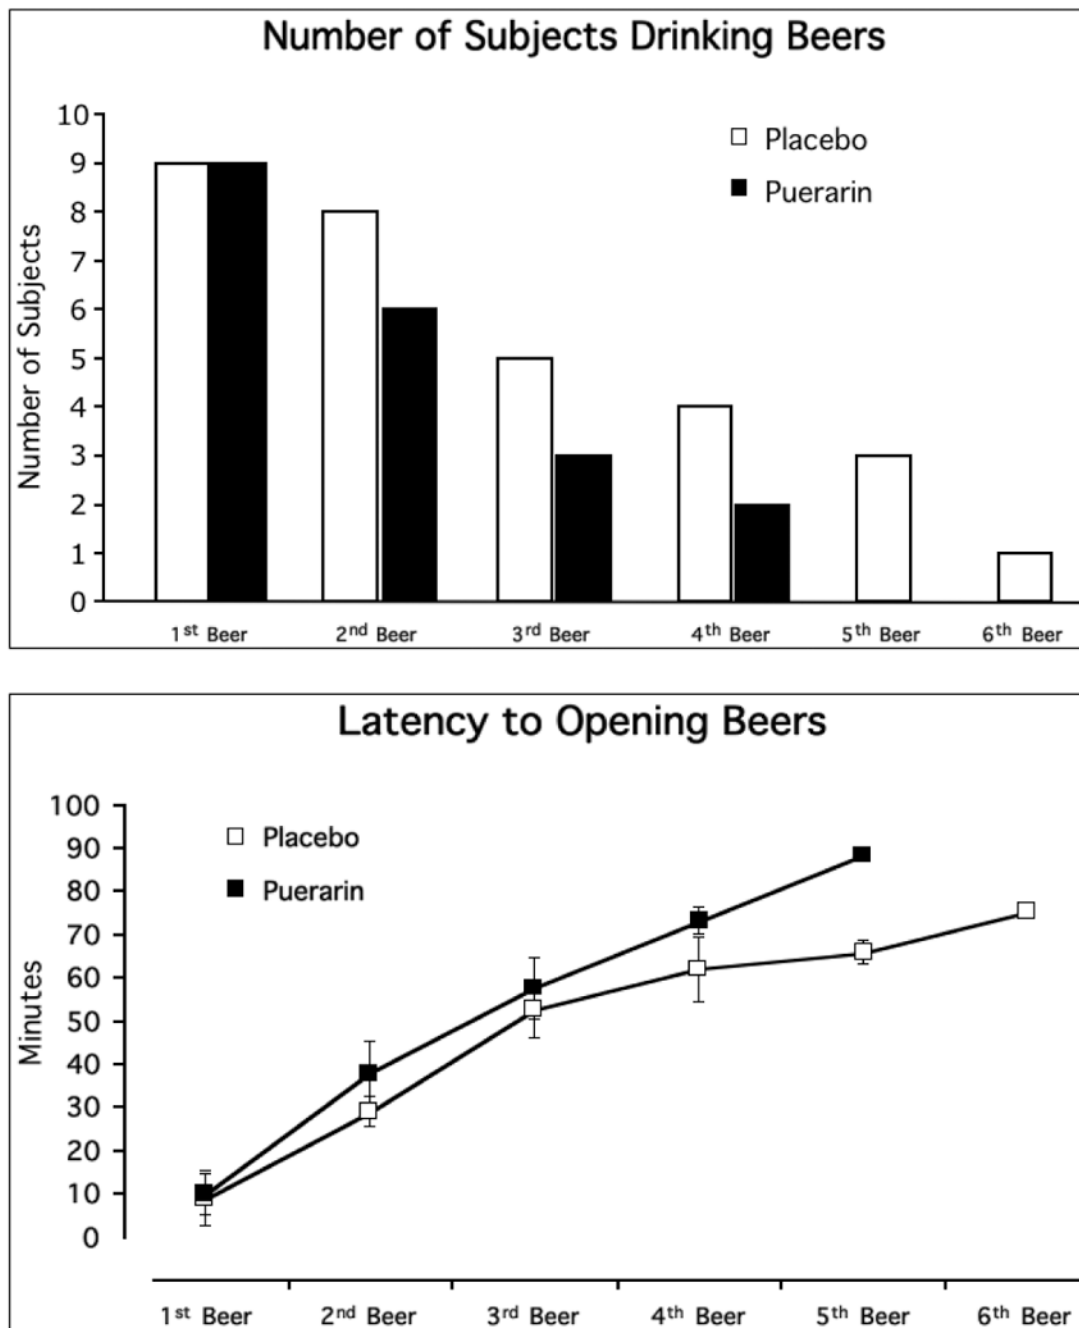 Number of Subjects Drinking Beers
10
9
8
7
6
5
4
3
2
1
0
Number of Subjects
Placebo
Puerarin
1st Beer 2nd Beer 3rd Beer 4th Beer 5th Beer 6th Beer
Latency to Opening Beers
100
90
80
70
60
50
40
30
20
10
0
Minutes
Placebo
Puerarin
1st Beer 2nd Beer 3rd Beer 4th Beer 5th Beer 6th Beer